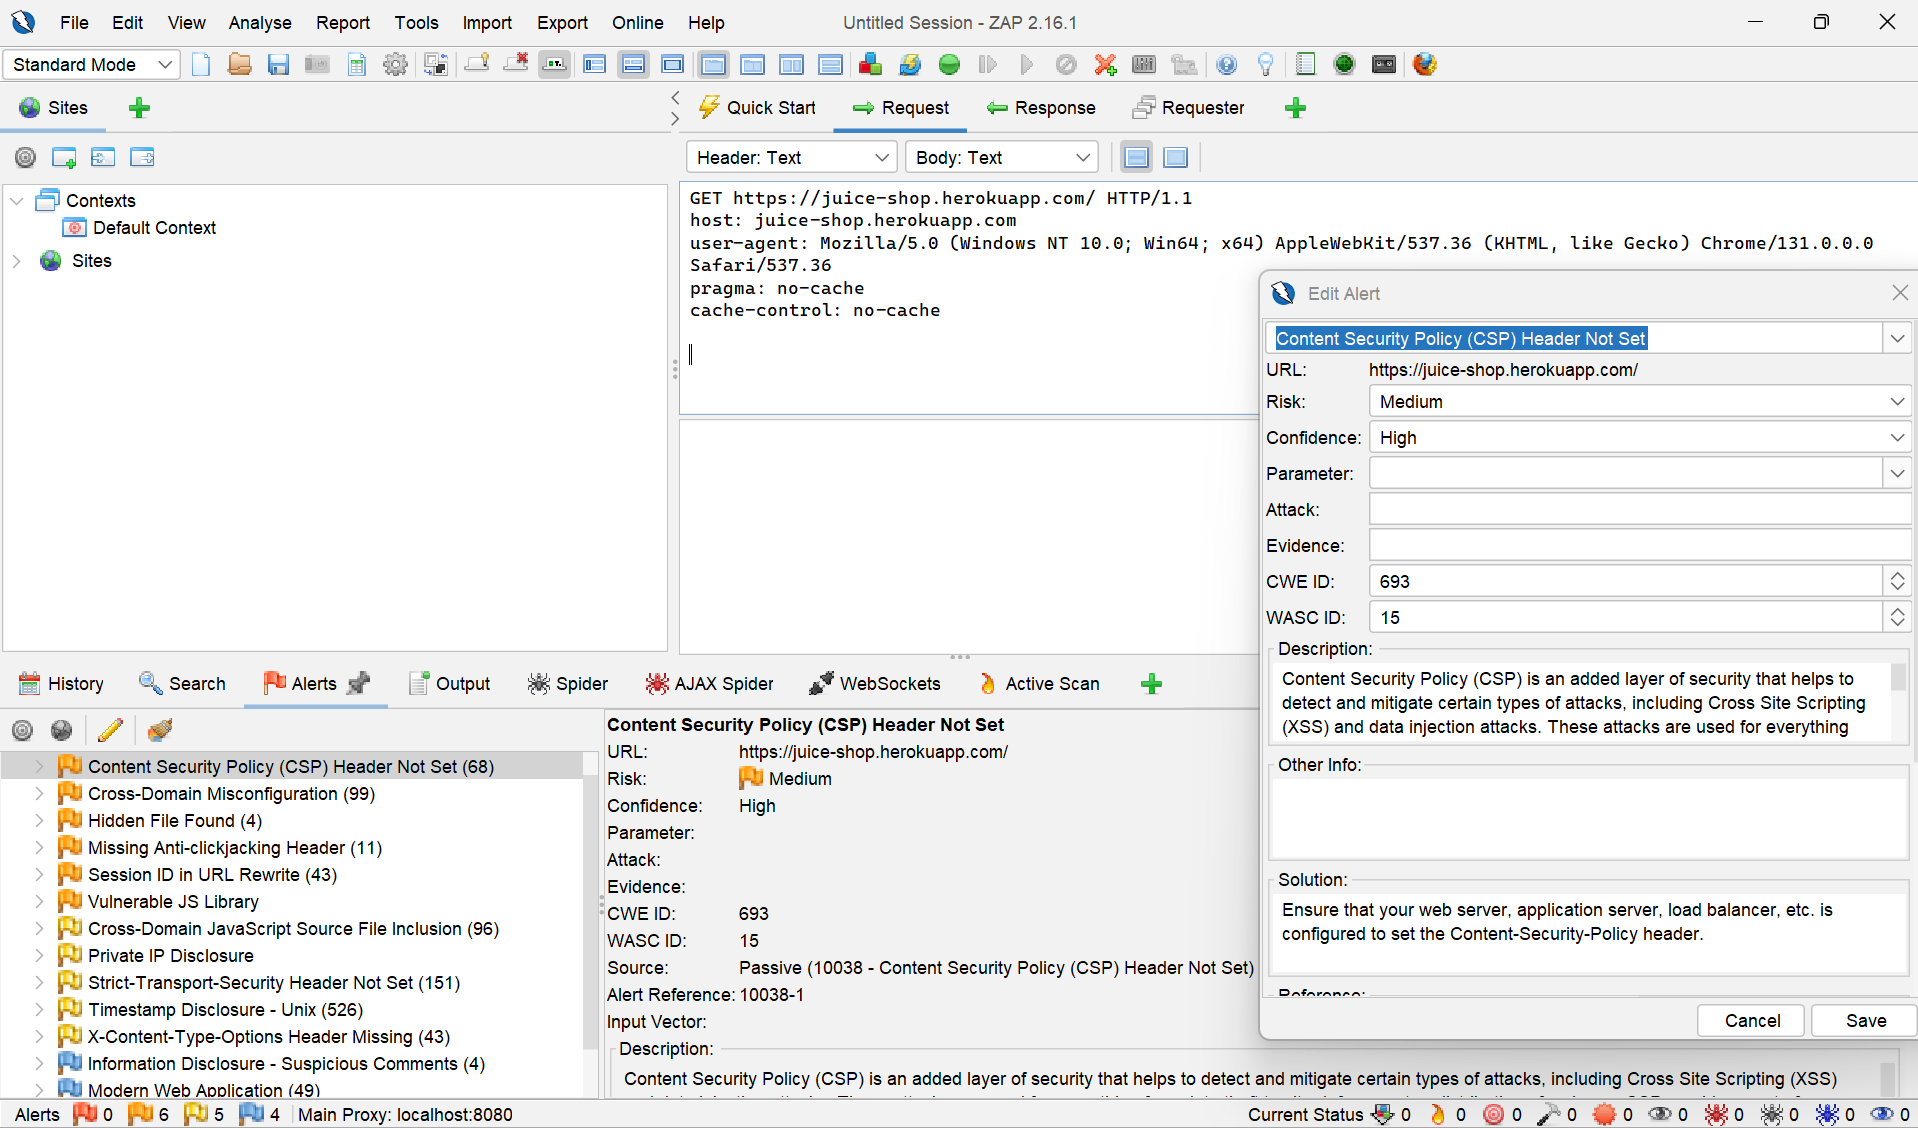 File Edit View Analyse Report Tools Import Export Online Help Untitled Session - ZAP 2.16.1
Standard Mode
Sites
Quick Start Request Response Requester
Header: Text Body: Text
Contexts
Default Context
Sites
GET https://juice-shop.herokuapp.com/ HTTP/1.1
host: juice-shop.herokuapp.com
user-agent: Mozilla/5.0 (Windows NT 10.0; Win64; x64) AppleWebKit/537.36 (KHTML, like Gecko) Chrome/131.0.0.0
Safari/537.36
pragma: no-cache
cache-control: no-cache
Edit Alert
Content Security Policy (CSP) Header Not Set
URL: https://juice-shop.herokuapp.com/
Risk: Medium
Confidence: High
Parameter:
Attack:
Evidence:
CWE ID: 693
WASC ID: 15
Description:
Content Security Policy (CSP) is an added layer of security that helps to
detect and mitigate certain types of attacks, including Cross Site Scripting
(XSS) and data injection attacks. These attacks are used for everything
Other Info:
Solution:
Ensure that your web server, application server, load balancer, etc. is
configured to set the Content-Security-Policy header.
Reference:
Cancel Save
History Search Alerts Output Spider AJAX Spider WebSockets Active Scan
Content Security Policy (CSP) Header Not Set (68)
Cross-Domain Misconfiguration (99)
Hidden File Found (4)
Missing Anti-clickjacking Header (11)
Session ID in URL Rewrite (43)
Vulnerable JS Library
Cross-Domain JavaScript Source File Inclusion (96)
Private IP Disclosure
Strict-Transport-Security Header Not Set (151)
Timestamp Disclosure - Unix (526)
X-Content-Type-Options Header Missing (43)
Information Disclosure - Suspicious Comments (4)
Modern Web Application (49)
Content Security Policy (CSP) Header Not Set
URL: https://juice-shop.herokuapp.com/
Risk: Medium
Confidence: High
Parameter:
Attack:
Evidence:
CWE ID: 693
WASC ID: 15
Source: Passive (10038 - Content Security Policy (CSP) Header Not Set)
Alert Reference: 10038-1
Input Vector:
Description:
Content Security Policy (CSP) is an added layer of security that helps to detect and mitigate certain types of attacks, including Cross Site Scripting (XSS)
Alerts 0 6 5 4 Main Proxy: localhost:8080 Current Status 0 0 0 0 0 0 0 0 0 0